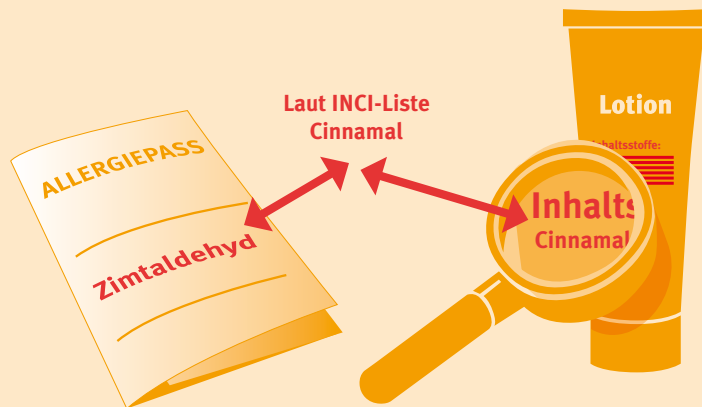 ALLERGIEPASS
Zimtaldehyd
Laut INCI-Liste
Cinnamal
Lotion
Inhaltsstoffe:
Inhalts
Cinnamal